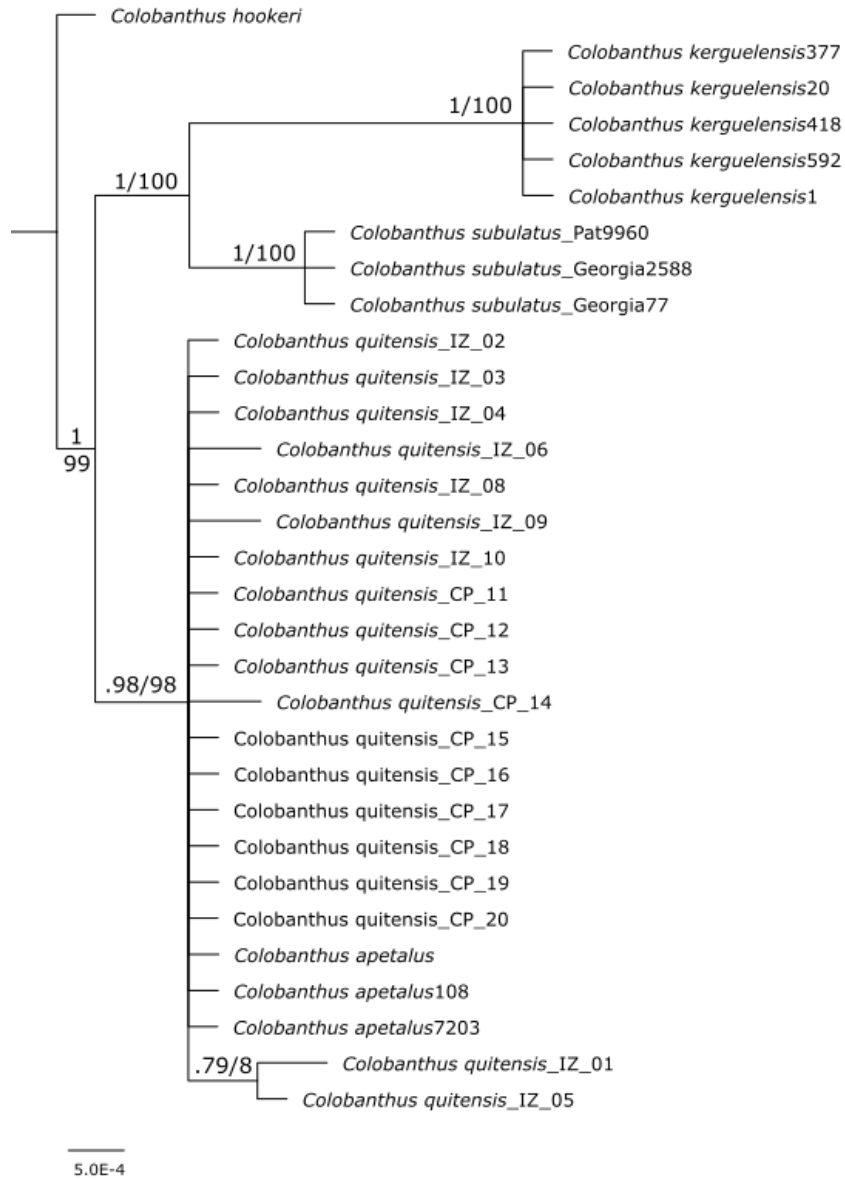 Colobanthus hookeri
Colobanthus kerguelensis377
Colobanthus kerguelensis20
1/100
Colobanthus kerguelensis418
Colobanthus kerguelensis592
1/100
Colobanthus kerguelensis1
Colobanthus subulatus_Pat9960
1/100
Colobanthus subulatus_Georgia2588
Colobanthus subulatus_Georgia77
Colobanthus quitensis_IZ_02
Colobanthus quitensis_IZ_03
Colobanthus quitensis_IZ_04
1
99
Colobanthus quitensis_IZ_06
Colobanthus quitensis_IZ_08
Colobanthus quitensis_IZ_09
Colobanthus quitensis_IZ_10
Colobanthus quitensis_CP_11
Colobanthus quitensis_CP_12
Colobanthus quitensis_CP_13
.98/98
Colobanthus quitensis_CP_14
Colobanthus quitensis_CP_15
Colobanthus quitensis_CP_16
Colobanthus quitensis_CP_17
Colobanthus quitensis_CP_18
Colobanthus quitensis_CP_19
Colobanthus quitensis_CP_20
Colobanthus apetalus
Colobanthus apetalus108
Colobanthus apetalus7203
.79/8
Colobanthus quitensis_IZ_01
Colobanthus quitensis_IZ_05
5.0E-4